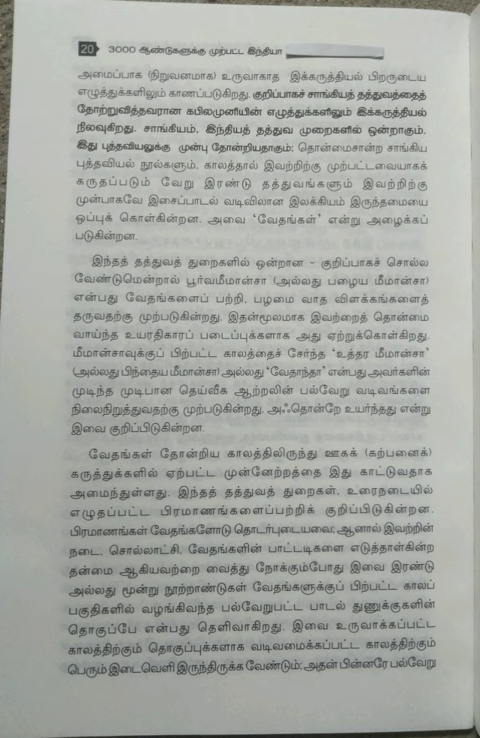 20 3000 ஆண்டுகளுக்கு முற்பட்ட இந்தியா
அமைப்பாக (நிறுவனமாக) உருவாகாத இக்கருத்தியல் பிறருடைய
எழுத்துக்களிலும் காணப்படுகிறது. குறிப்பாகச் சாங்கியத் தத்துவத்தைத்
தோற்றுவித்தவரான கபிலமுனியின் எழுத்துக்களிலும் இக்கருத்தியல்
நிலவுகிறது. சாங்கியம், இந்தியத் தத்துவ முறைகளில் ஒன்றாகும்.
இது புத்தவியலுக்கு முன்பு தோன்றியதாகும்; தொன்மைசான்ற சாங்கிய
புத்தவியல் நூல்களும், காலத்தால் இவற்றிற்கு முற்பட்டவையாகக்
கருதப்படும் வேறு இரண்டு தத்துவங்களும் இவற்றிற்கு
முன்பாகவே இசைப்பாடல் வடிவிலான இலக்கியம் இருந்தமையை
ஒப்புக் கொள்கின்றன. அவை 'வேதங்கள்' என்று அழைக்கப்
படுகின்றன.
இந்தத் தத்துவத் துறைகளில் ஒன்றான – குறிப்பாகச் சொல்ல
வேண்டுமென்றால் பூர்வமீமான்சா (அல்லது பழைய மீமான்சா)
என்பது வேதங்களைப் பற்றி, பழமை வாத விளக்கங்களைத்
தருவதற்கு முற்படுகின்றது. இதன்மூலமாக இவற்றைத் தொன்மை
வாய்ந்த உயரதிகாரப் படைப்புக்களாக அது ஏற்றுக்கொள்கிறது.
மீமான்சாவுக்குப் பிற்பட்ட காலத்தைச் சேர்ந்த 'உத்தர மீமான்சா'
(அல்லது பிந்தைய மீமான்சா) அல்லது 'வேதாந்தா' என்பது அவர்களின்
முடிந்த முடிபான தெய்வீக ஆற்றலின் பல்வேறு வடிவங்களை
நிலைநிறுத்துவதற்கு முற்படுகின்றது, அஃதொன்றே உயர்ந்தது என்று
இவை குறிப்பிடுகின்றன.
வேதங்கள் தோன்றிய காலத்திலிருந்து ஊகக் (கற்பனைக்)
கருத்துக்களில் ஏற்பட்ட முன்னேற்றத்தை இது காட்டுவதாக
அமைந்துள்ளது. இந்தத் தத்துவத் துறைகள், உரைநடையில்
எழுதப்பட்ட பிரமாணங்களைப்பற்றிக் குறிப்பிடுகின்றன.
பிரமாணங்கள் வேதங்களோடு தொடர்புடையவை; ஆனால் இவற்றின்
நடை, சொல்லாட்சி, வேதங்களின் பாட்டடிகளை எடுத்தாள்கின்ற
தன்மை ஆகியவற்றை வைத்து நோக்கும்போது இவை இரண்டு
அல்லது மூன்று நூற்றாண்டுகள் வேதங்களுக்குப் பிற்பட்ட காலப்
பகுதிகளில் வழங்கிவந்த பல்வேறுபட்ட பாடல் துணுக்குகளின்
தொகுப்பே என்பது தெளிவாகிறது. இவை உருவாக்கப்பட்ட
காலத்திற்கும் தொகுப்புக்களாக வடிவமைக்கப்பட்ட காலத்திற்கும்
பெரும் இடைவெளி இருந்திருக்க வேண்டும்; அதன் பின்னரே பல்வேறு